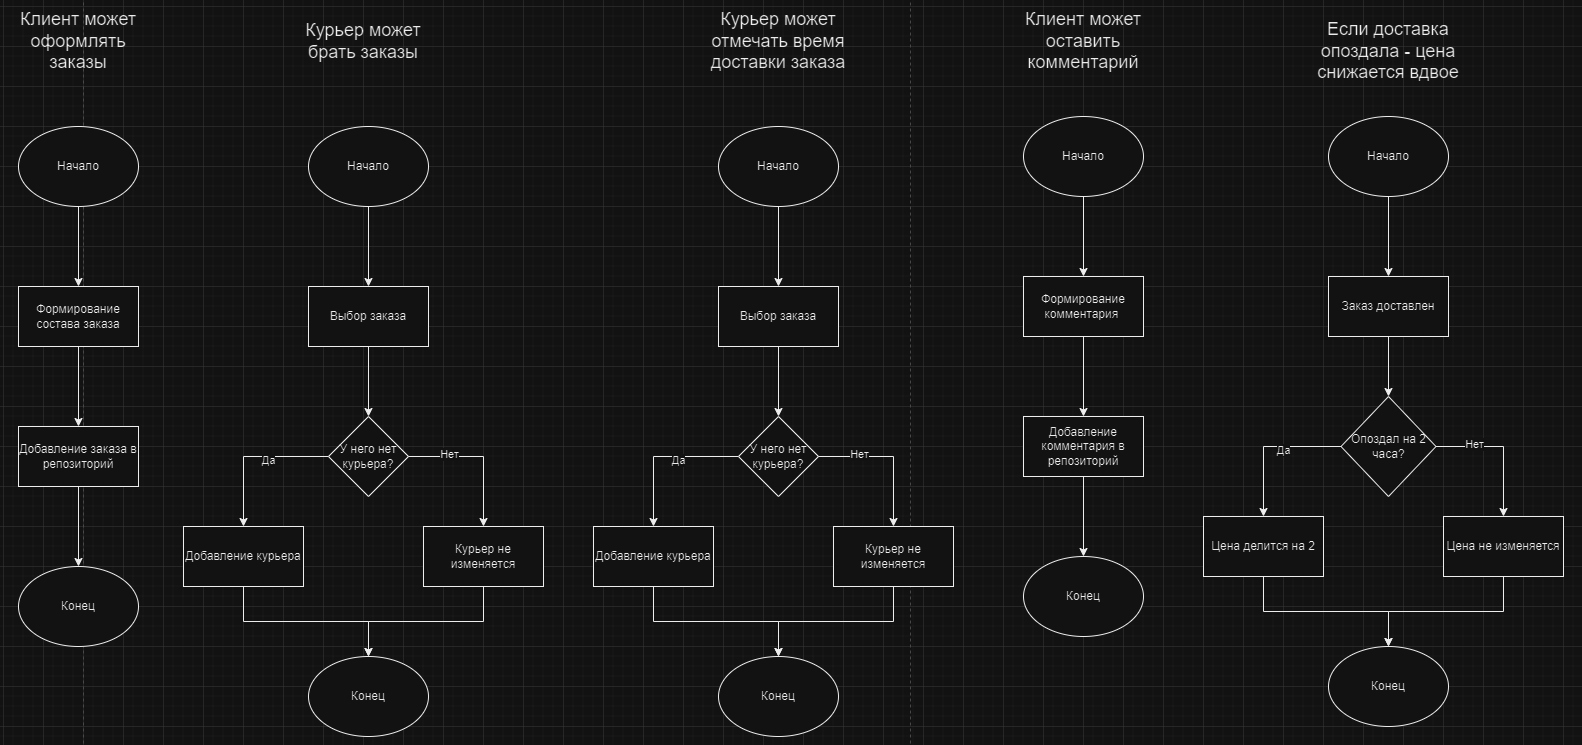 Клиент может
оформлять
заказы
Начало
Формирование
состава заказа
Добавление заказа в
репозиторий
Конец
Курьер может
брать заказы
Начало
Выбор заказа
У него нет
курьера?
Да
Нет
Добавление курьера
Курьер не
изменяется
Конец
Курьер может
отмечать время
доставки заказа
Начало
Выбор заказа
У него нет
курьера?
Да
Нет
Добавление курьера
Курьер не
изменяется
Конец
Клиент может
оставить
комментарий
Начало
Формирование
комментария
Добавление
комментария в
репозиторий
Конец
Если доставка
опоздала - цена
снижается вдвое
Начало
Заказ доставлен
Опоздал на 2
часа?
Да
Нет
Цена делится на 2
Цена не изменяется
Конец